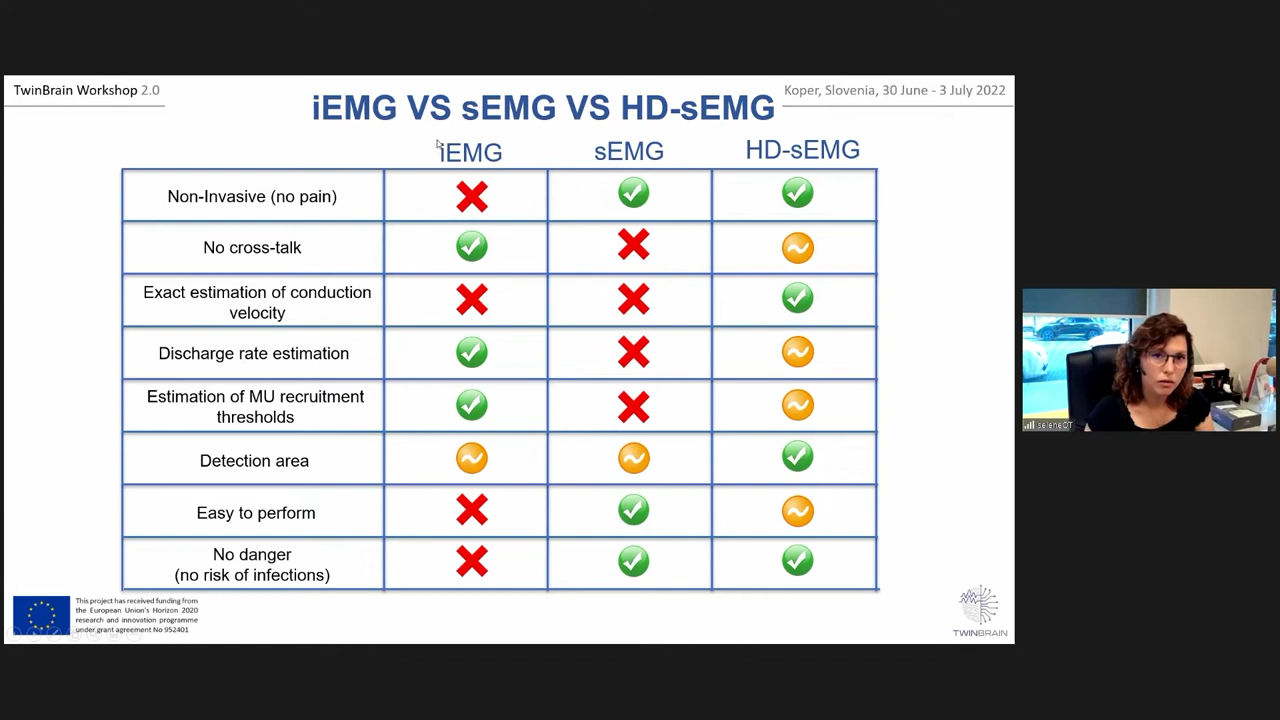 TwinBrain Workshop 2.0
Koper, Slovenia, 30 June - 3 July 2022
iEMG VS sEMG VS HD-sEMG
iEMG sEMG HD-sEMG
Non-Invasive (no pain)
No cross-talk
Exact estimation of conduction
velocity
Discharge rate estimation
Estimation of MU recruitment
thresholds
Detection area
Easy to perform
No danger
(no risk of infections)
This project has received funding from
the European Union's Horizon 2020
research and innovation programme
under grant agreement No 952401
TWINBRAIN
seleneOT